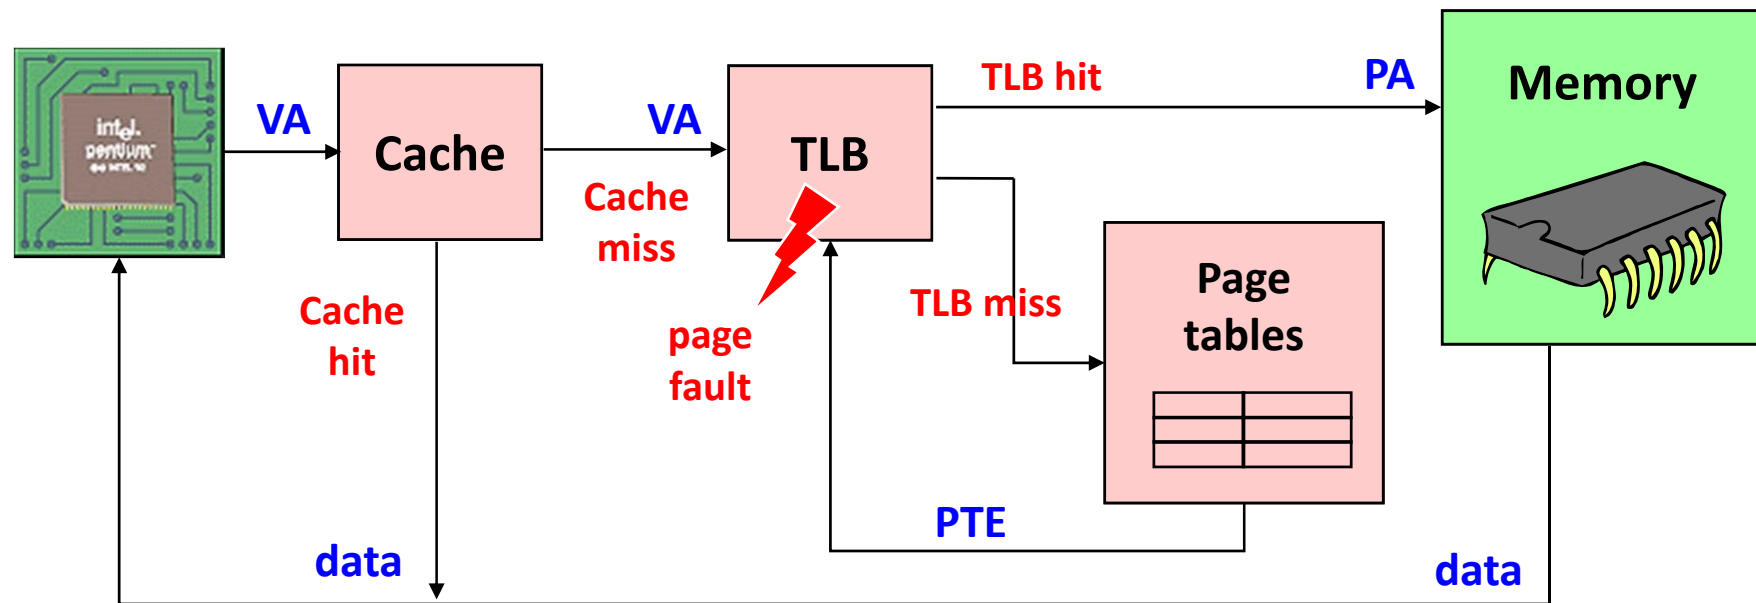 intel.
pentium
VA
Cache
Cache
hit
data
VA
Cache
miss
TLB
page
fault
TLB hit
PA
TLB miss
Page
tables
PTE
Memory
data